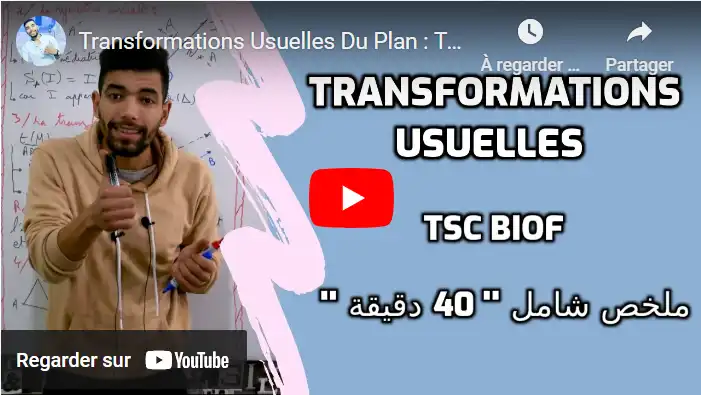 Transformations Usuelles Du Plan : T...
À regarder ...
Partager
TRANSFORMATIONS
USUELLES
TSC BIOF
ملخص شامل " 40 دقيقة "
Regarder sur YouTube